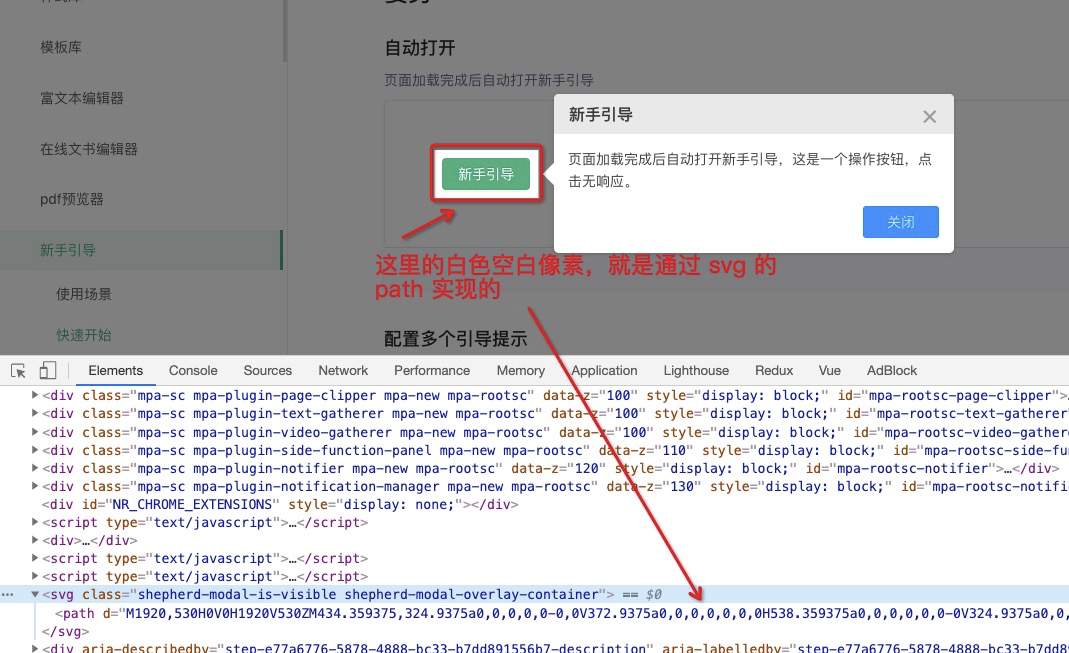 模板库
自动打开
页面加载完成后自动打开新手引导
富文本编辑器
新手引导
在线文书编辑器
页面加载完成后自动打开新手引导，这是一个操作按钮，点
击无响应。
新手引导
pdf预览器
关闭
新手引导
这里的白色空白像素，就是通过 svg 的
path 实现的
使用场景
快速开始
配置多个引导提示
Elements Console Sources Network Performance Memory Application Lighthouse Redux Vue AdBlock
<div class="mpa-sc mpa-plugin-page-clipper mpa-new mpa-rootsc" data-z="100" style="display: block;" id="mpa-rootsc-page-clipper">
<div class="mpa-sc mpa-plugin-text-gatherer mpa-new mpa-rootsc" data-z="100" style="display: block;" id="mpa-rootsc-text-gatherer"
<div class="mpa-sc mpa-plugin-video-gatherer mpa-new mpa-rootsc" data-z="100" style="display: block;" id="mpa-rootsc-video-gathere
<div class="mpa-sc mpa-plugin-side-function-panel mpa-new mpa-rootsc" data-z="110" style="display: block;" id="mpa-rootsc-side-fu
<div class="mpa-sc mpa-plugin-notifier mpa-new mpa-rootsc" data-z="120" style="display: block;" id="mpa-rootsc-notifier">…</div>
<div class="mpa-sc mpa-plugin-notification-manager mpa-new mpa-rootsc" data-z="130" style="display: block;" id="mpa-rootsc-notifi
<div id="NR_CHROME_EXTENSIONS" style="display: none;"></div>
<script type="text/javascript">…</script>
<div>…</div>
<script type="text/javascript">…</script>
<script type="text/javascript">…</script>
<svg class="shepherd-modal-is-visible shepherd-modal-overlay-container"> == $0
<path d="M1920,530H0V0H1920V530ZM434.359375,324.9375a0,0,0,0,0-0,0V372.9375a0,0,0,0,0,0,0H538.359375a0,0,0,0,0,0-0V324.9375a0,0,
</svg>
<div aria-describedby="step-e77a6776-5878-4888-bc33-b7dd891556b7-description" aria-labelledby="step-e77a6776-5878-4888-bc33-b7dd89